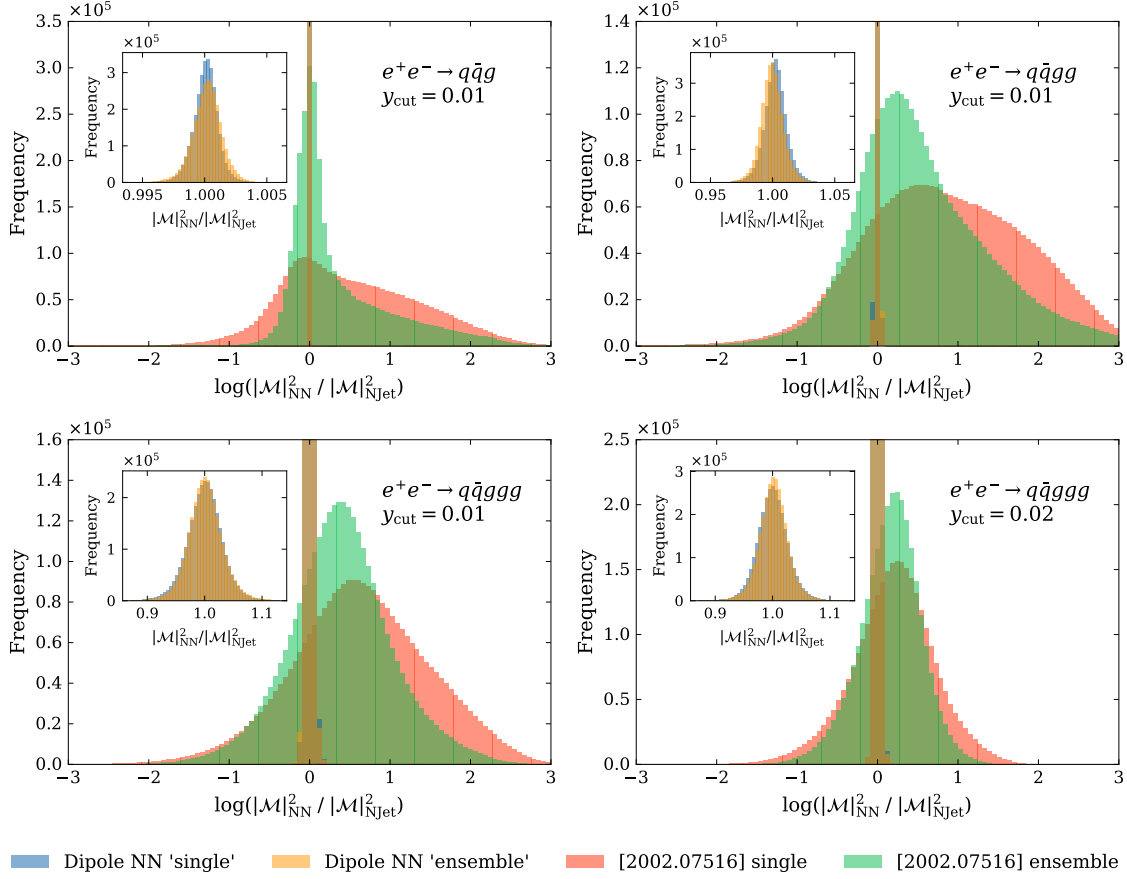 ×10⁵
3.5
3.0
2.5
2.0
1.5
1.0
0.5
0.0
Frequency
−3 −2 −1 0 1 2 3
log(|ℳ|²_NN / |ℳ|²_NJet)
e⁺e⁻ → qq̄g
y_cut = 0.01
×10⁵
3
2
1
0
Frequency
0.995 1.000 1.005
|ℳ|²_NN/|ℳ|²_NJet
×10⁵
1.4
1.2
1.0
0.8
0.6
0.4
0.2
0.0
Frequency
−3 −2 −1 0 1 2 3
log(|ℳ|²_NN / |ℳ|²_NJet)
e⁺e⁻ → qq̄gg
y_cut = 0.01
×10⁵
3
2
1
0
Frequency
0.95 1.00 1.05
|ℳ|²_NN/|ℳ|²_NJet
×10⁵
1.6
1.4
1.2
1.0
0.8
0.6
0.4
0.2
0.0
Frequency
−3 −2 −1 0 1 2 3
log(|ℳ|²_NN / |ℳ|²_NJet)
e⁺e⁻ → qq̄ggg
y_cut = 0.01
×10⁵
2
1
0
Frequency
0.9 1.0 1.1
|ℳ|²_NN/|ℳ|²_NJet
×10⁵
2.5
2.0
1.5
1.0
0.5
0.0
Frequency
−3 −2 −1 0 1 2 3
log(|ℳ|²_NN / |ℳ|²_NJet)
e⁺e⁻ → qq̄ggg
y_cut = 0.02
×10⁵
3
2
1
0
Frequency
0.9 1.0 1.1
|ℳ|²_NN/|ℳ|²_NJet
Dipole NN 'single' Dipole NN 'ensemble' [2002.07516] single [2002.07516] ensemble